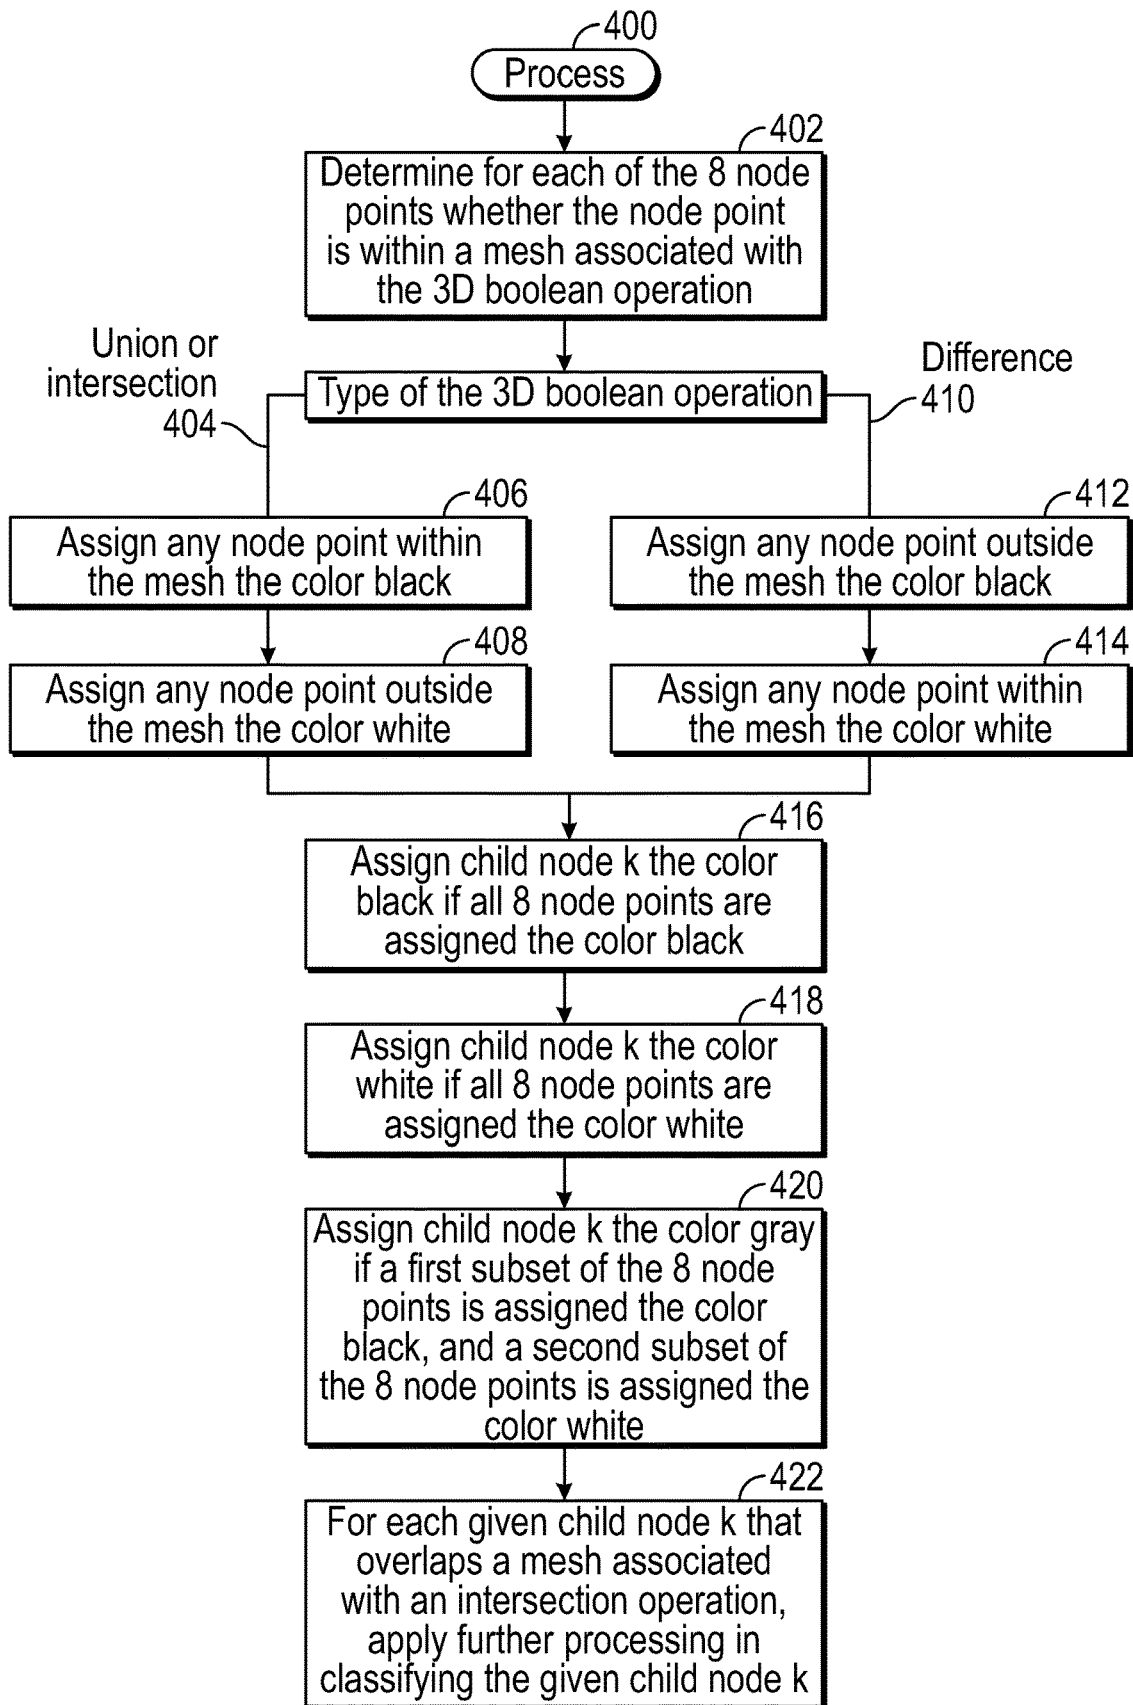 400
Process
402
Determine for each of the 8 node
points whether the node point
is within a mesh associated with
the 3D boolean operation
Union or
intersection
404
Type of the 3D boolean operation
Difference
410
406
Assign any node point within
the mesh the color black
412
Assign any node point outside
the mesh the color black
408
Assign any node point outside
the mesh the color white
414
Assign any node point within
the mesh the color white
416
Assign child node k the color
black if all 8 node points are
assigned the color black
418
Assign child node k the color
white if all 8 node points are
assigned the color white
420
Assign child node k the color gray
if a first subset of the 8 node
points is assigned the color
black, and a second subset of
the 8 node points is assigned the
color white
422
For each given child node k that
overlaps a mesh associated
with an intersection operation,
apply further processing in
classifying the given child node k